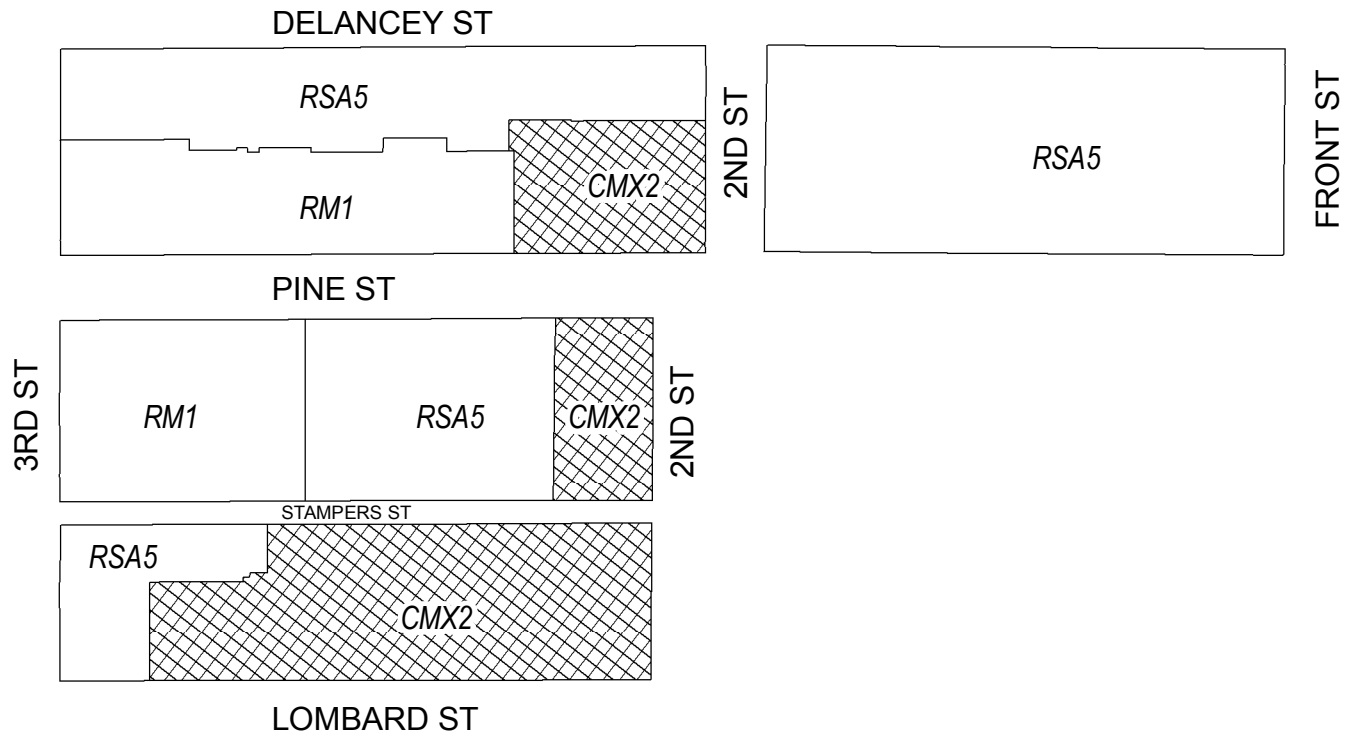 DELANCEY ST
RSA5
2ND ST
RSA5
FRONT ST
CMX2
RM1
PINE ST
3RD ST
RM1
RSA5
CMX2
2ND ST
STAMPERS ST
RSA5
CMX2
LOMBARD ST